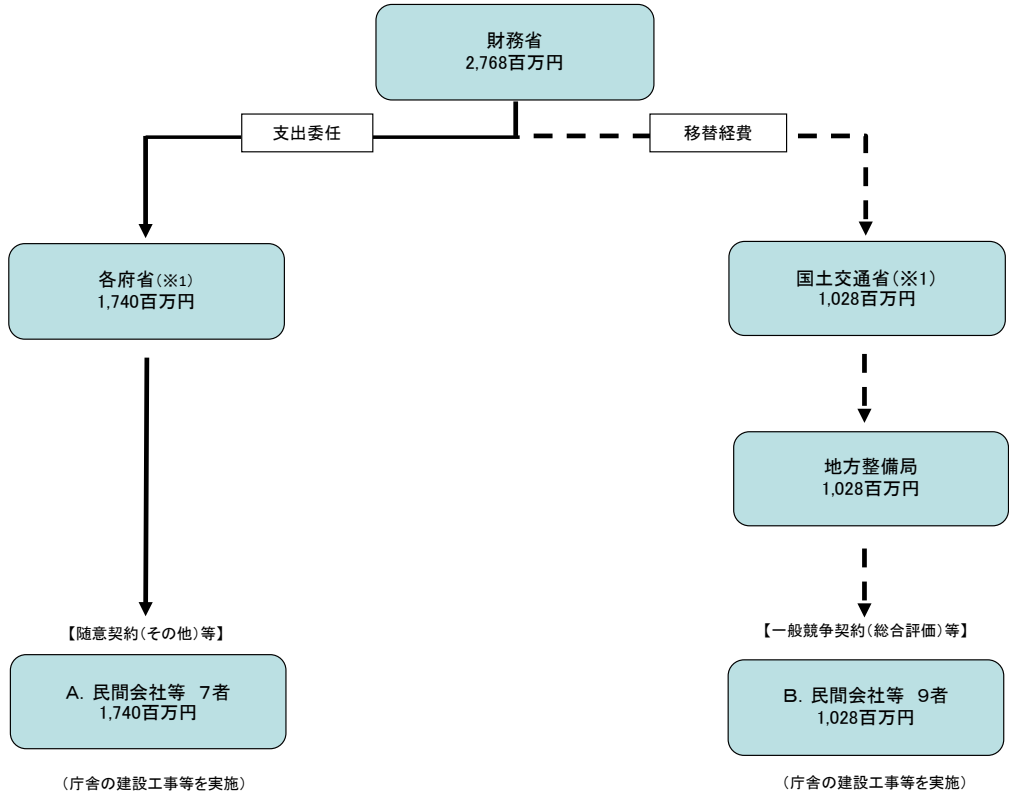 財務省
2,768百万円
支出委任
移替経費
各府省(※1)
1,740百万円
国土交通省(※1)
1,028百万円
地方整備局
1,028百万円
【随意契約(その他)等】
【一般競争契約(総合評価)等】
A. 民間会社等 7者
1,740百万円
B. 民間会社等 9者
1,028百万円
(庁舎の建設工事等を実施)
(庁舎の建設工事等を実施)